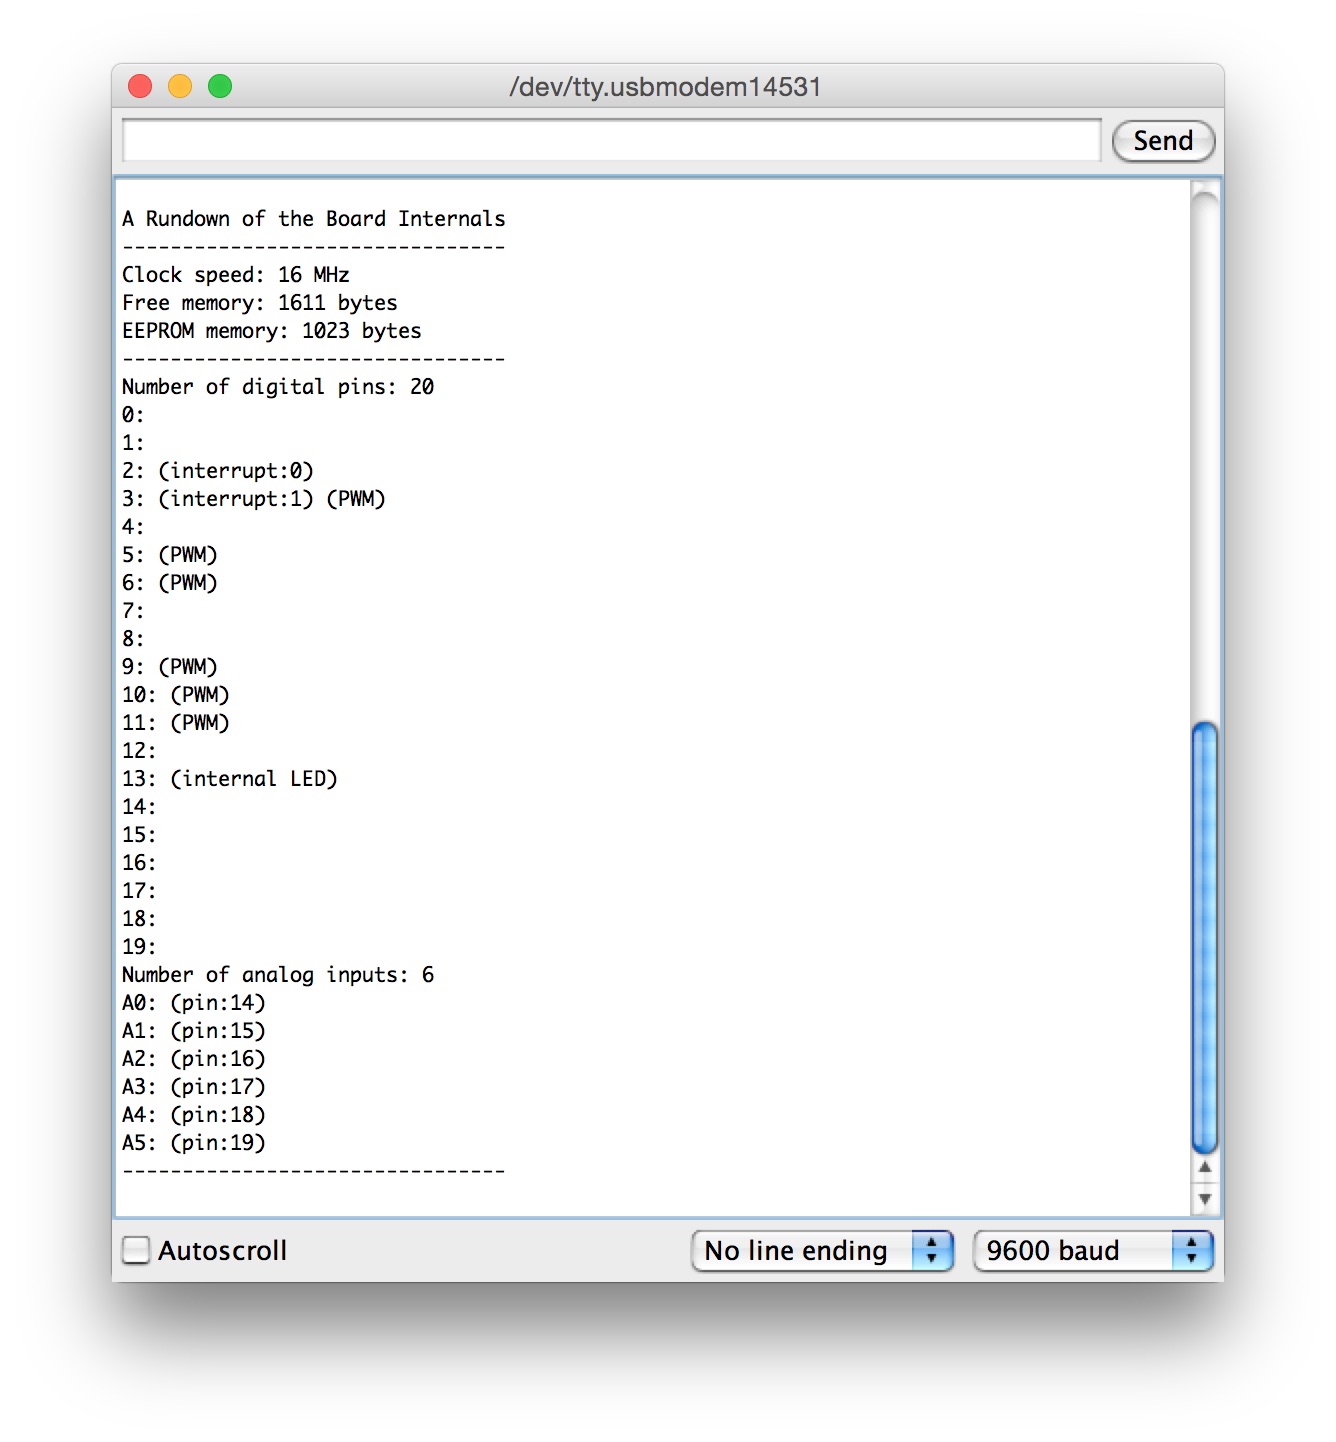 /dev/tty.usbmodem14531
Send
A Rundown of the Board Internals
--------------------------------
Clock speed: 16 MHz
Free memory: 1611 bytes
EEPROM memory: 1023 bytes
--------------------------------
Number of digital pins: 20
0:
1:
2: (interrupt:0)
3: (interrupt:1) (PWM)
4:
5: (PWM)
6: (PWM)
7:
8:
9: (PWM)
10: (PWM)
11: (PWM)
12:
13: (internal LED)
14:
15:
16:
17:
18:
19:
Number of analog inputs: 6
A0: (pin:14)
A1: (pin:15)
A2: (pin:16)
A3: (pin:17)
A4: (pin:18)
A5: (pin:19)
--------------------------------
Autoscroll No line ending 9600 baud